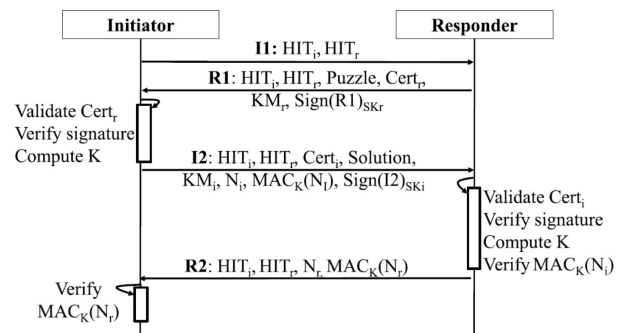 Initiator
Responder
I1: HITi, HITr
R1: HITi, HITr, Puzzle, Certr,
KMr, Sign(R1)SKr
Validate Certr
Verify signature
Compute K
I2: HITi, HITr, Certi, Solution,
KMi, Ni, MACK(NI), Sign(I2)SKi
Validate Certi
Verify signature
Compute K
Verify MACK(Ni)
R2: HITi, HITr, Nr, MACK(Nr)
Verify
MACK(Nr)